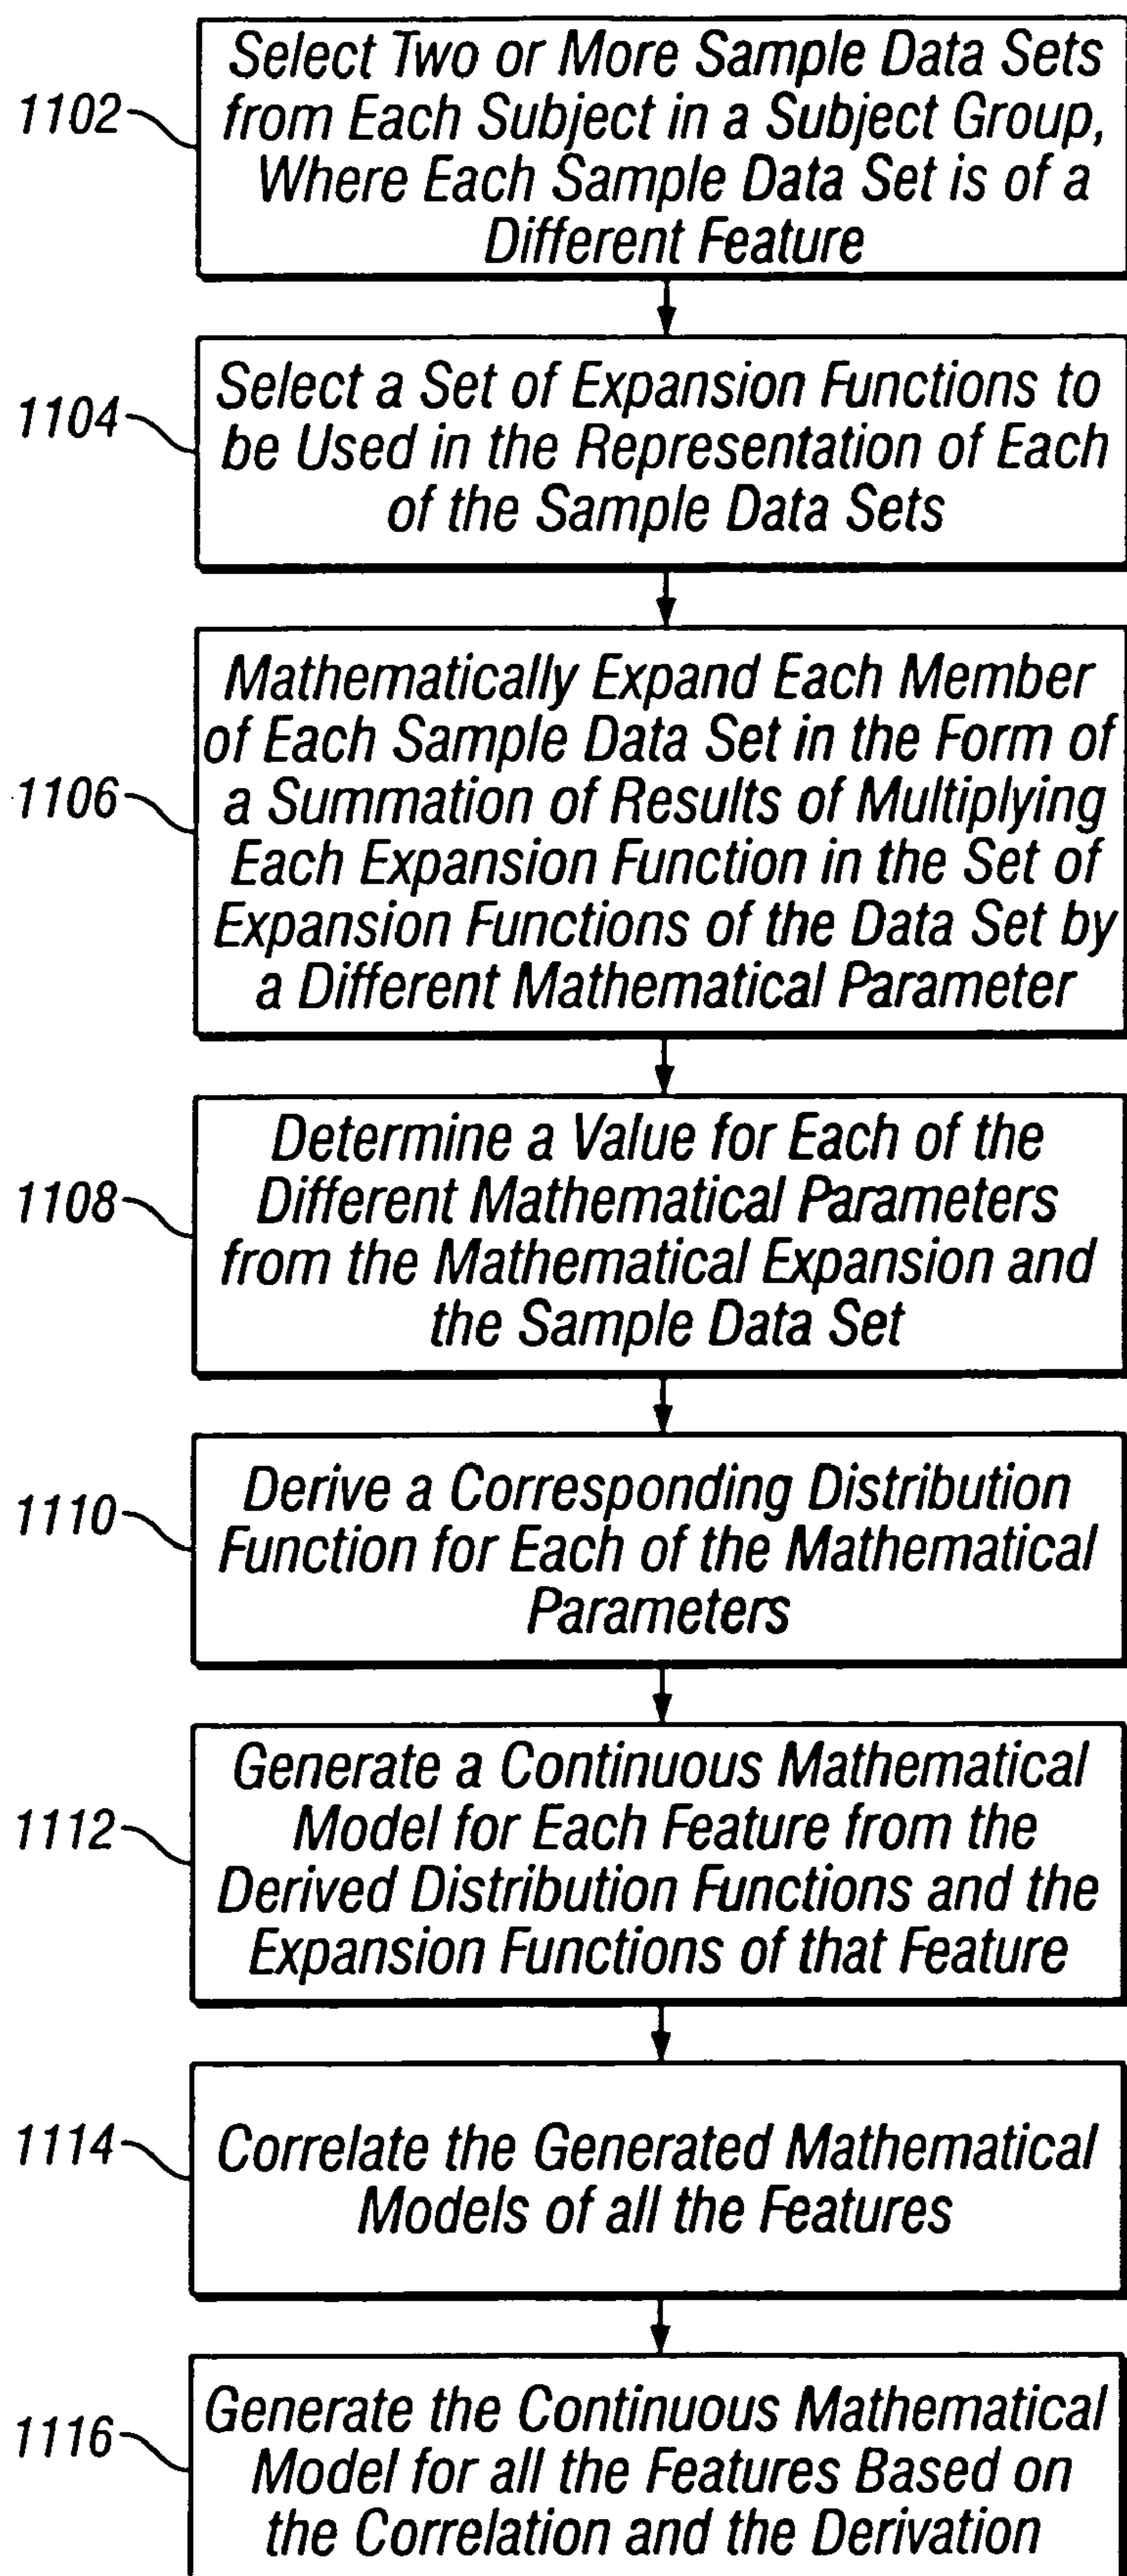 1102
Select Two or More Sample Data Sets
from Each Subject in a Subject Group,
Where Each Sample Data Set is of a
Different Feature
1104
Select a Set of Expansion Functions to
be Used in the Representation of Each
of the Sample Data Sets
1106
Mathematically Expand Each Member
of Each Sample Data Set in the Form of
a Summation of Results of Multiplying
Each Expansion Function in the Set of
Expansion Functions of the Data Set by
a Different Mathematical Parameter
1108
Determine a Value for Each of the
Different Mathematical Parameters
from the Mathematical Expansion and
the Sample Data Set
1110
Derive a Corresponding Distribution
Function for Each of the Mathematical
Parameters
1112
Generate a Continuous Mathematical
Model for Each Feature from the
Derived Distribution Functions and the
Expansion Functions of that Feature
1114
Correlate the Generated Mathematical
Models of all the Features
1116
Generate the Continuous Mathematical
Model for all the Features Based on
the Correlation and the Derivation